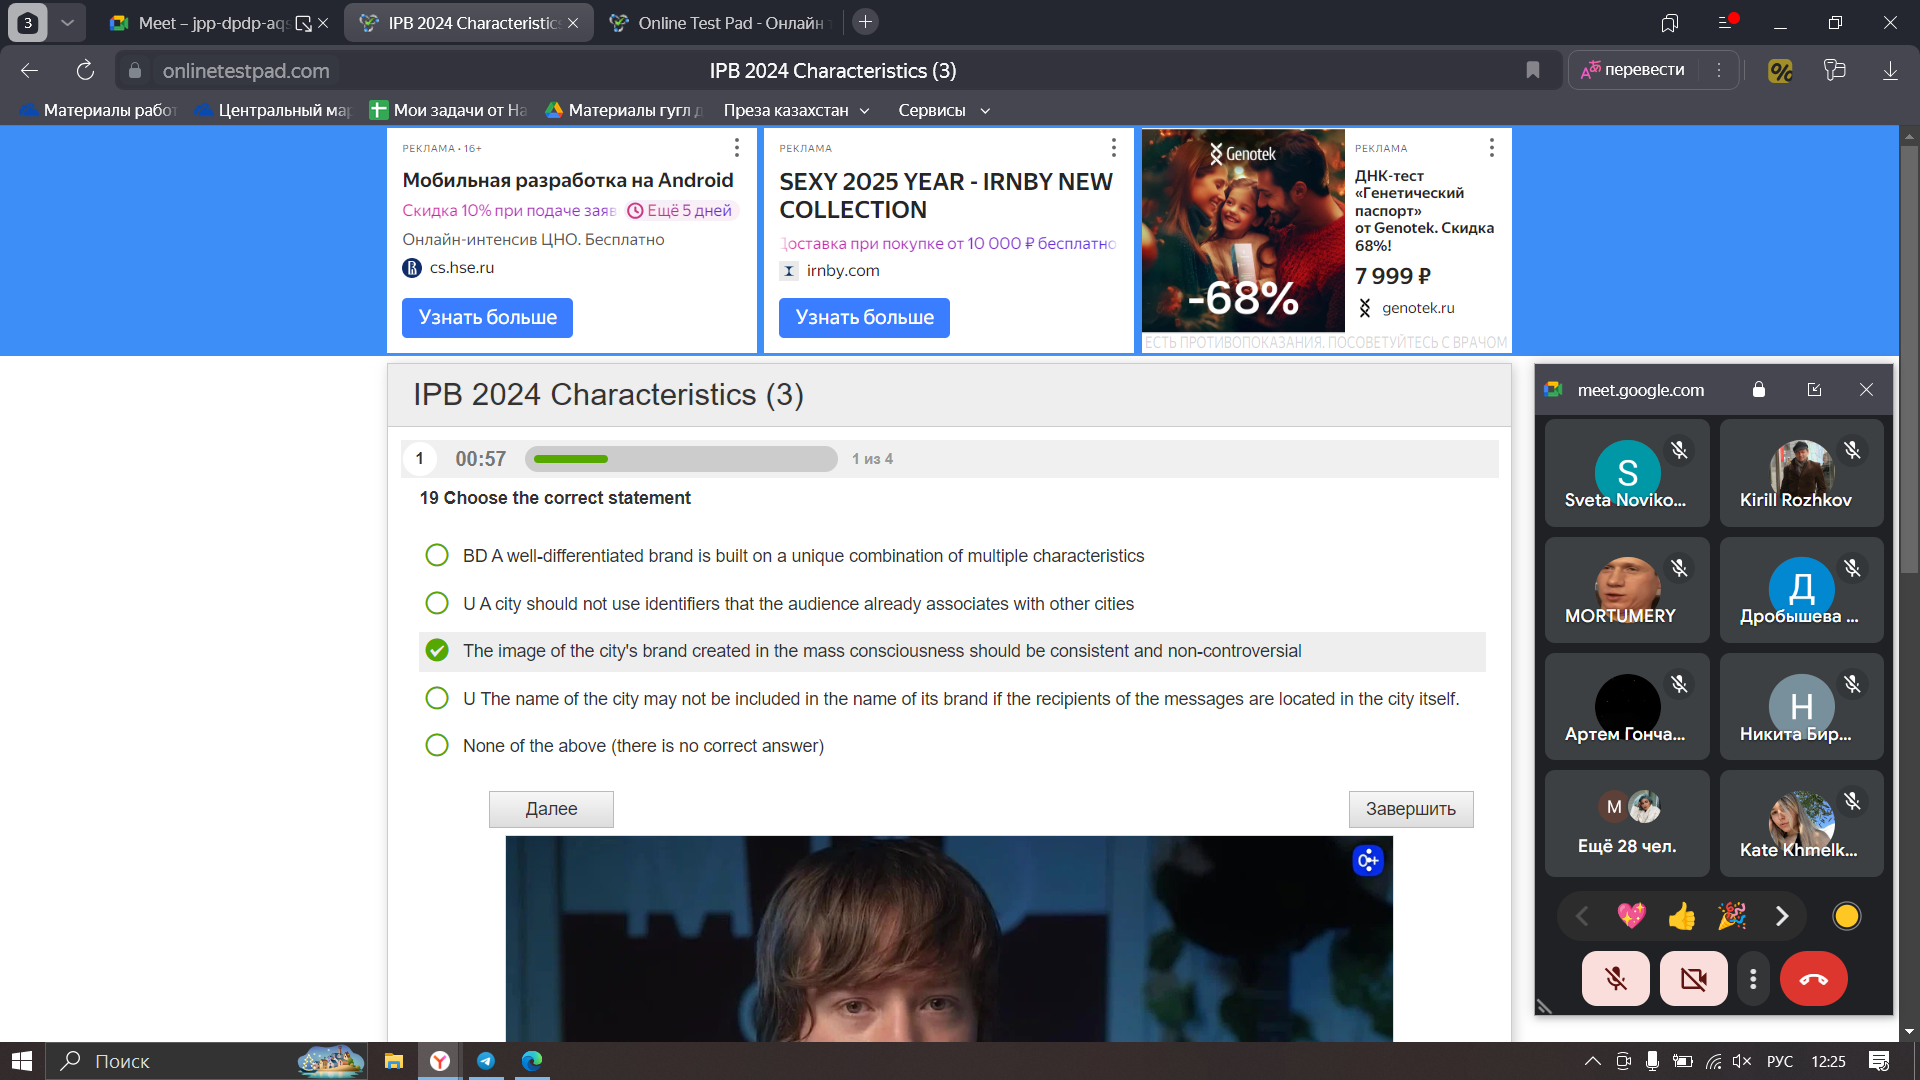 3
Meet – jpp-dpdp-aqs
IPB 2024 Characteristics
Online Test Pad - Онлайн
onlinetestpad.com
IPB 2024 Characteristics (3)
перевести
Материалы работ
Центральный мар
Мои задачи от На
Материалы гугл д
Преза казахстан
Сервисы
РЕКЛАМА • 16+
Мобильная разработка на Android
Скидка 10% при подаче заяв
Ещё 5 дней
Онлайн-интенсив ЦНО. Бесплатно
cs.hse.ru
Узнать больше
РЕКЛАМА
SEXY 2025 YEAR - IRNBY NEW
COLLECTION
Доставка при покупке от 10 000 ₽ бесплатно
irnby.com
Узнать больше
Genotek
-68%
РЕКЛАМА
ДНК-тест
«Генетический
паспорт»
от Genotek. Скидка
68%!
7 999 ₽
genotek.ru
ЕСТЬ ПРОТИВОПОКАЗАНИЯ. ПОСОВЕТУЙТЕСЬ С ВРАЧОМ
IPB 2024 Characteristics (3)
1
00:57
1 из 4
19 Choose the correct statement
BD A well-differentiated brand is built on a unique combination of multiple characteristics
U A city should not use identifiers that the audience already associates with other cities
The image of the city's brand created in the mass consciousness should be consistent and non-controversial
U The name of the city may not be included in the name of its brand if the recipients of the messages are located in the city itself.
None of the above (there is no correct answer)
Далее
Завершить
0+
meet.google.com
S
Sveta Noviko...
Kirill Rozhkov
MORTUMERY
Д
Дробышева ...
Артем Гонча...
Н
Никита Бир...
М
Ещё 28 чел.
Kate Khmelk...
Поиск
РУС
12:25